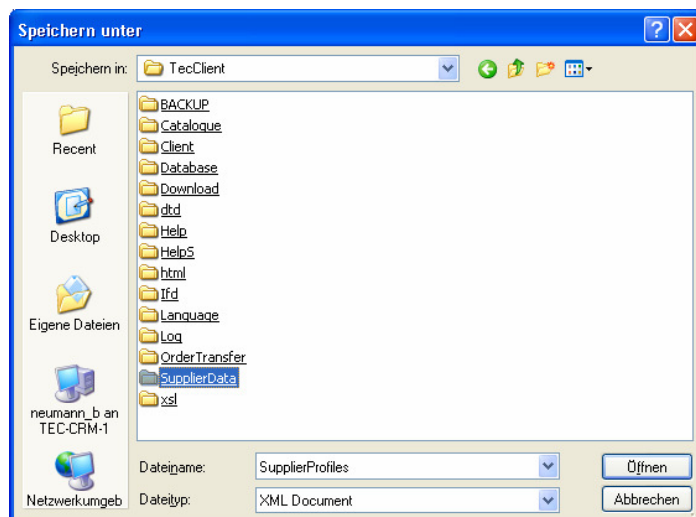 Speichern unter
Speichern in:
TecClient
Recent
Desktop
Eigene Dateien
neumann_b an
TEC-CRM-1
Netzwerkumgeb
BACKUP
Catalogue
Client
Database
Download
dtd
Help
HelpS
html
Ifd
Language
Log
OrderTransfer
SupplierData
xsl
Dateiname:
SupplierProfiles
Öffnen
Dateityp:
XML Document
Abbrechen